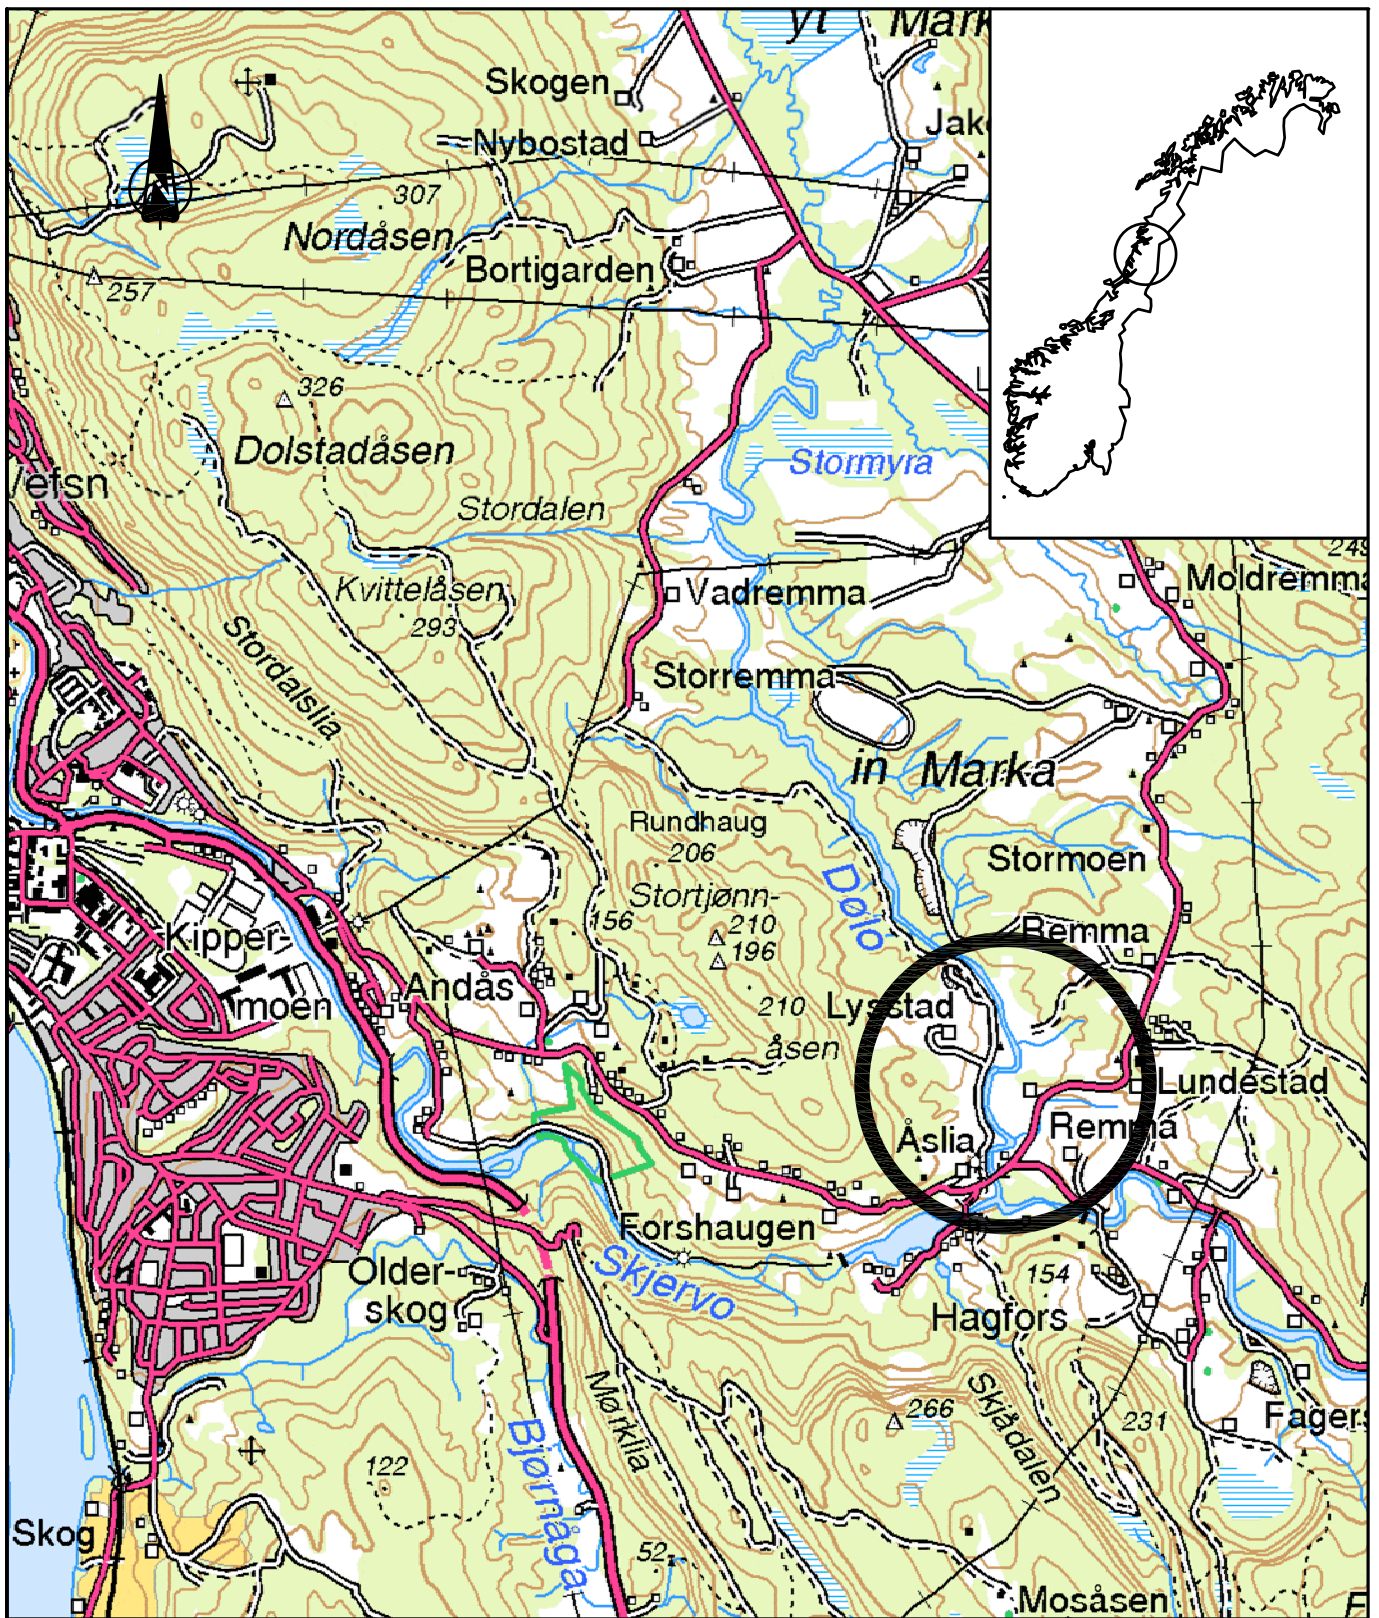 yt Mark
Skogen
Jak
Nybostad
307
Nordåsen
Bortigarden
257
326
Dolstadåsen
Stormyra
efsn
Stordalen
249
Moldremma
Kvittelåsen
Vadremma
293
Stordalslia
Storremma
in Marka
Rundhaug
206
Stormoen
Dølo
Stortjønn-
210
156
196
Remma
Kipper-
moen
Andås
210
Lysstad
åsen
Lundestad
Remma
Åslia
Forshaugen
Skjervo
Older-
skog
154
Hagfors
Mørklia
Skjådalen
266
231
Fagers
Bjørnåga
122
Skog
52
Mosåsen
F